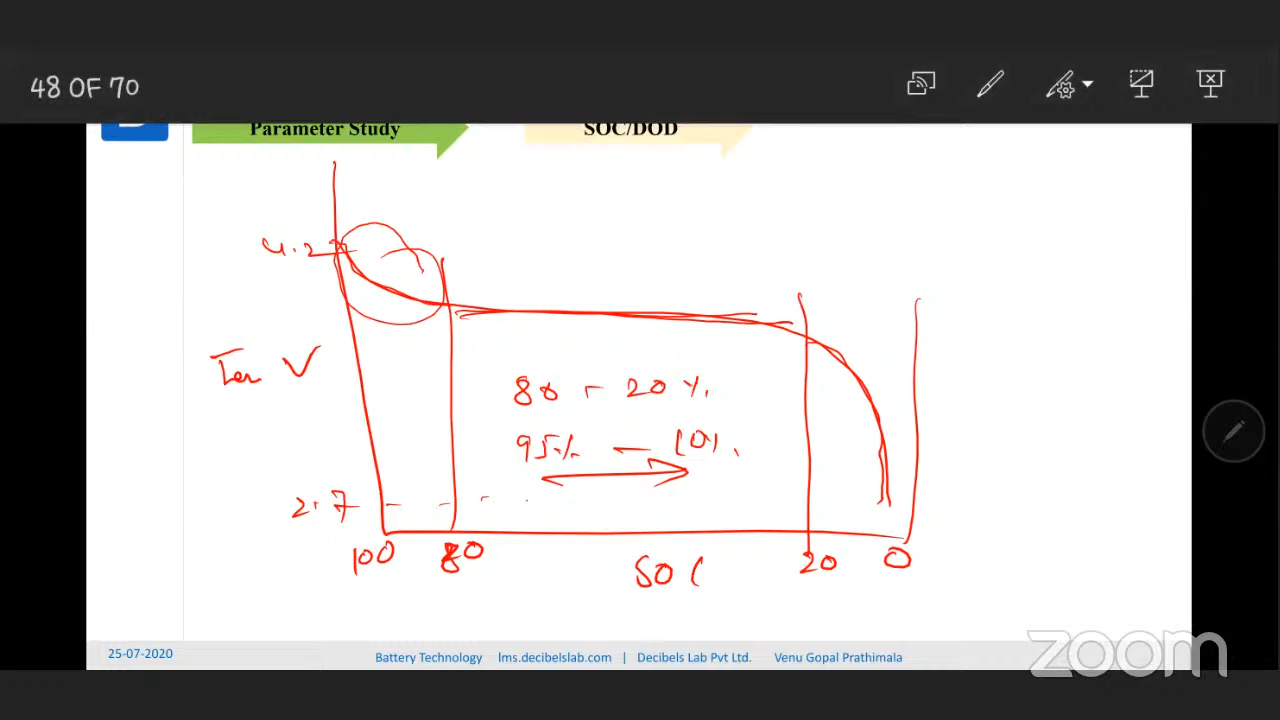 48 OF 70
Parameter Study
SOC/DOD
4.2
Ter V
80 - 20 %
95% - 10%
2.7
100 80 20 0
SOC
25-07-2020
Battery Technology lms.decibelslab.com | Decibels Lab Pvt Ltd. Venu Gopal Prathimala
zoom